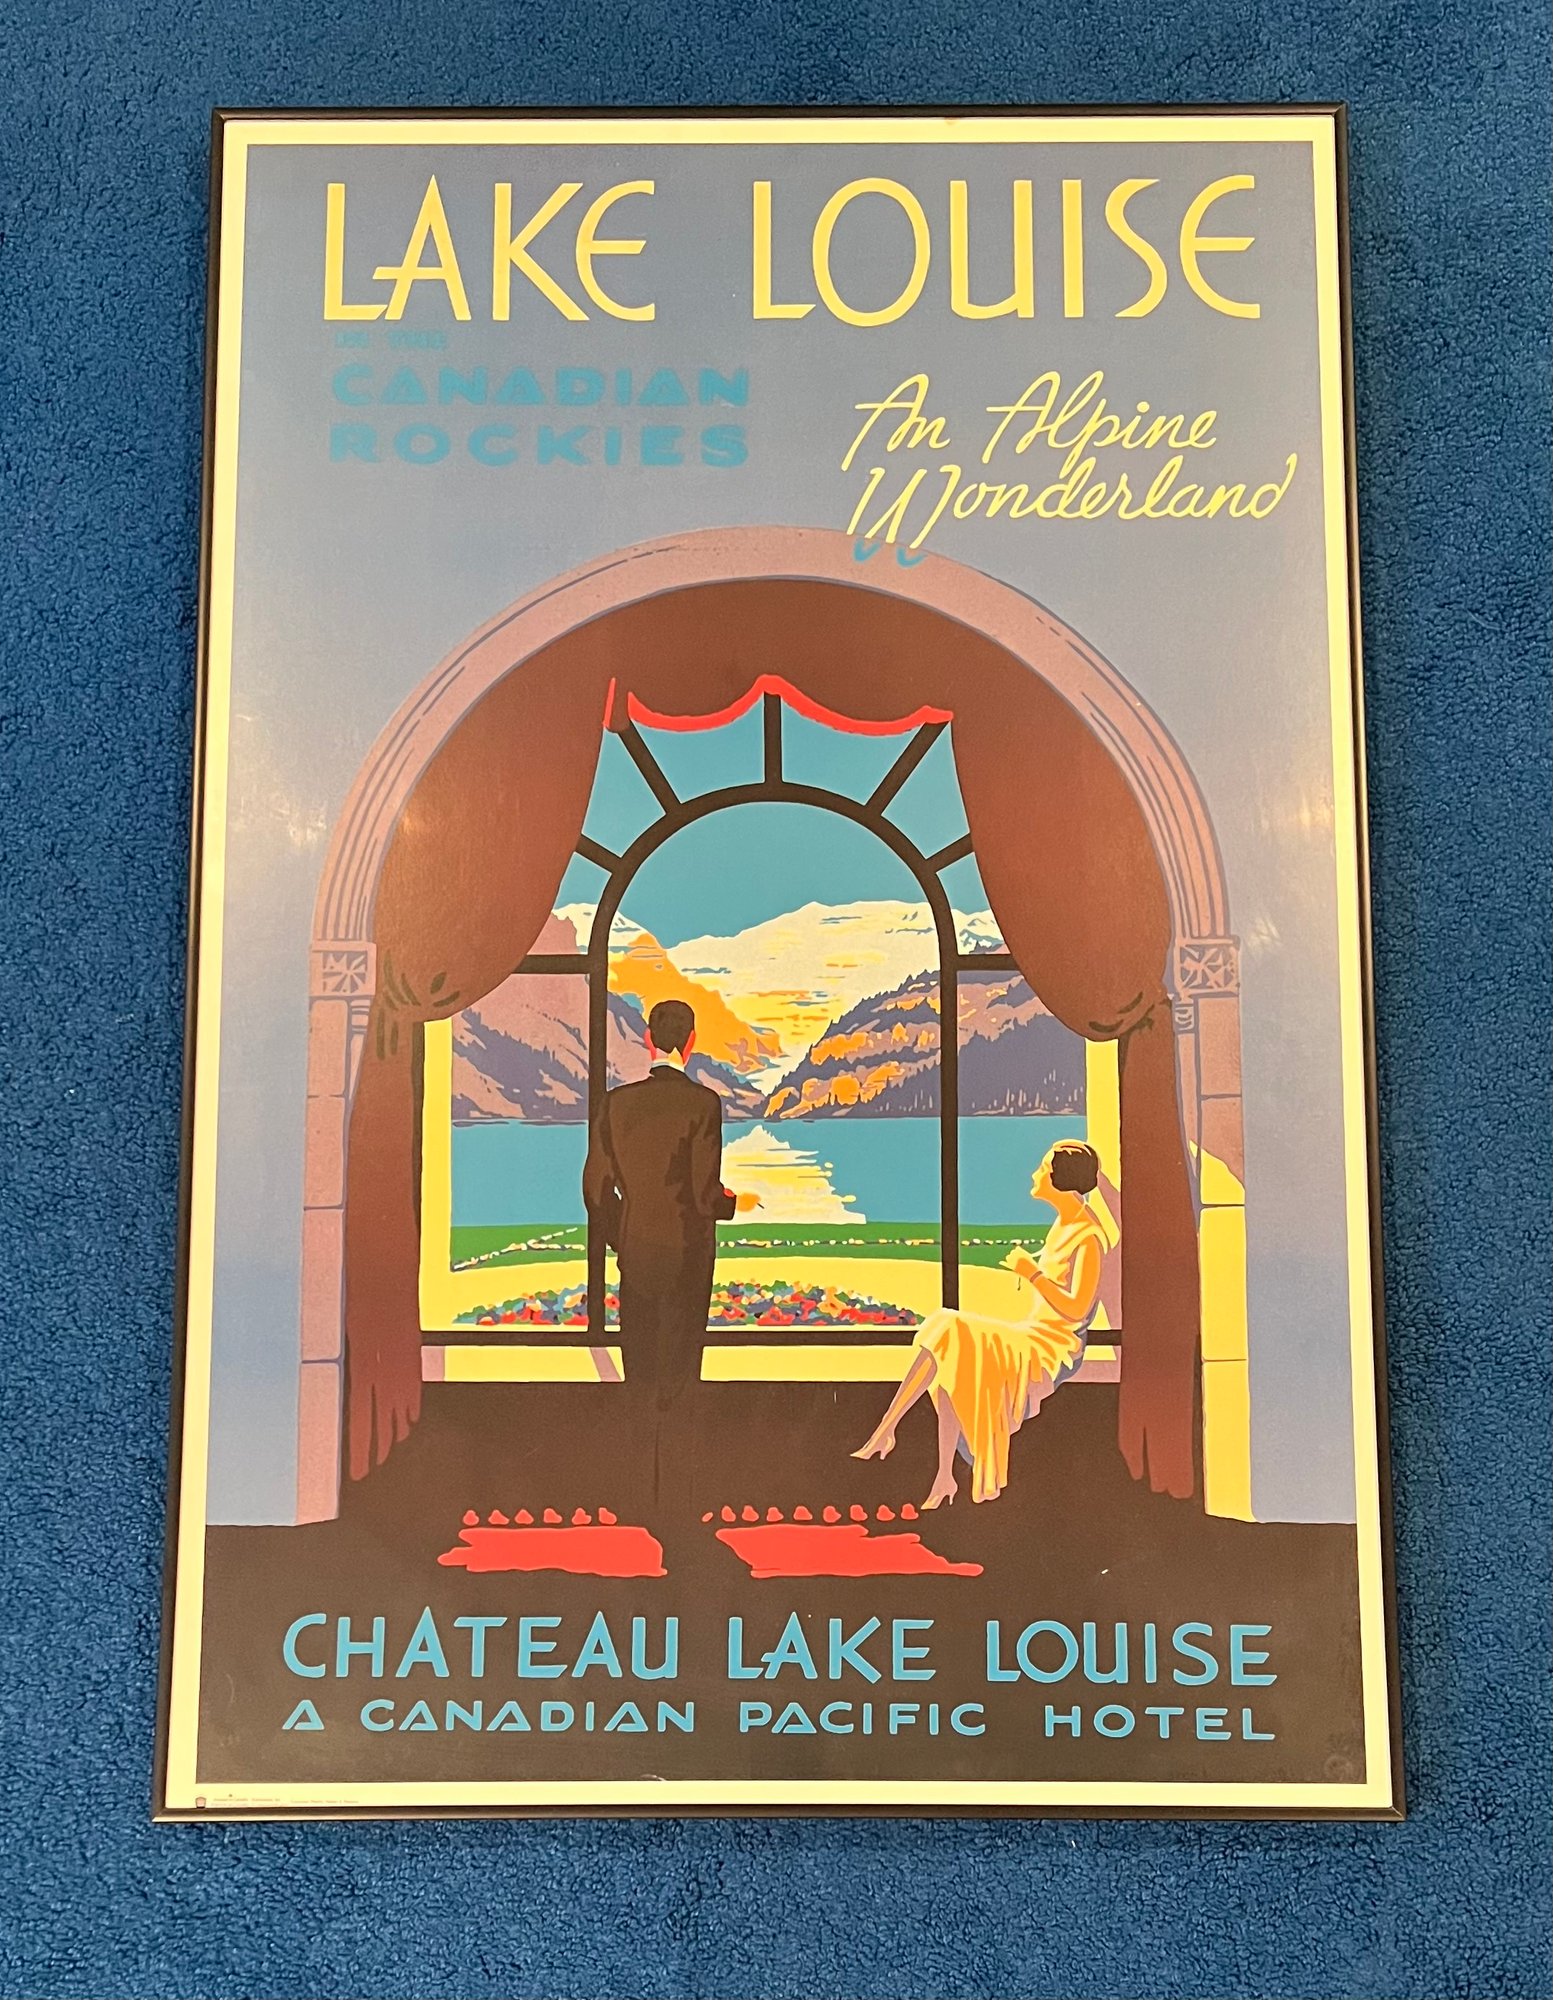 LAKE LOUISE
IN THE
CANADIAN
ROCKIES
An Alpine
Wonderland
CHATEAU LAKE LOUISE
A CANADIAN PACIFIC HOTEL